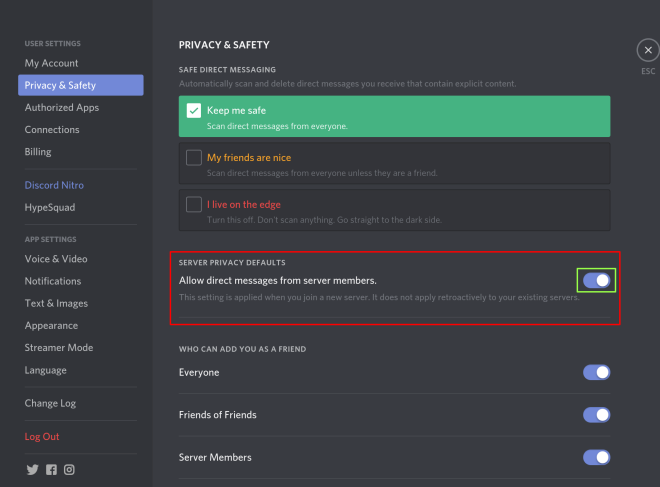 USER SETTINGS
My Account
Privacy & Safety
Authorized Apps
Connections
Billing
Discord Nitro
HypeSquad
APP SETTINGS
Voice & Video
Notifications
Text & Images
Appearance
Streamer Mode
Language
Change Log
Log Out
PRIVACY & SAFETY
SAFE DIRECT MESSAGING
Automatically scan and delete direct messages you receive that contain explicit content.
Keep me safe
Scan direct messages from everyone.
My friends are nice
Scan direct messages from everyone unless they are a friend.
I live on the edge
Turn this off. Don't scan anything. Go straight to the dark side.
SERVER PRIVACY DEFAULTS
Allow direct messages from server members.
This setting is applied when you join a new server. It does not apply retroactively to your existing servers.
WHO CAN ADD YOU AS A FRIEND
Everyone
Friends of Friends
Server Members
ESC